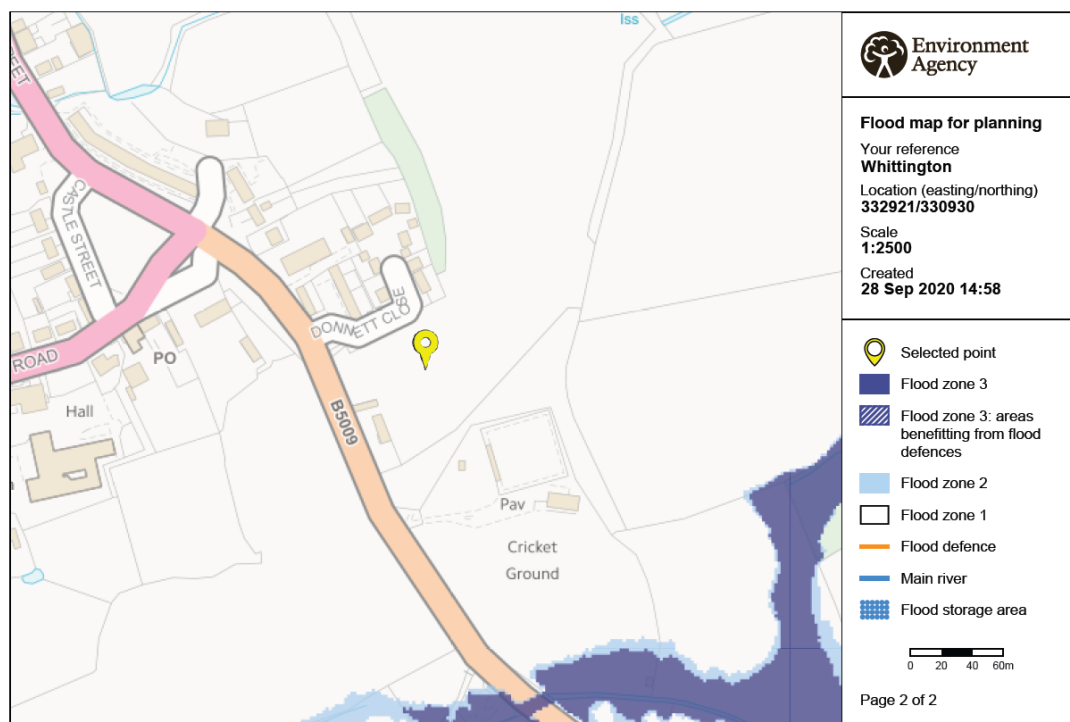 Iss
STREET
CASTLE STREET
DONNETT CLOSE
ROAD
PO
B5009
Hall
Pav
Cricket
Ground
Environment
Agency
Flood map for planning
Your reference
Whittington
Location (easting/northing)
332921/330930
Scale
1:2500
Created
28 Sep 2020 14:58
Selected point
Flood zone 3
Flood zone 3: areas
benefitting from flood
defences
Flood zone 2
Flood zone 1
Flood defence
Main river
Flood storage area
0 20 40 60m
Page 2 of 2